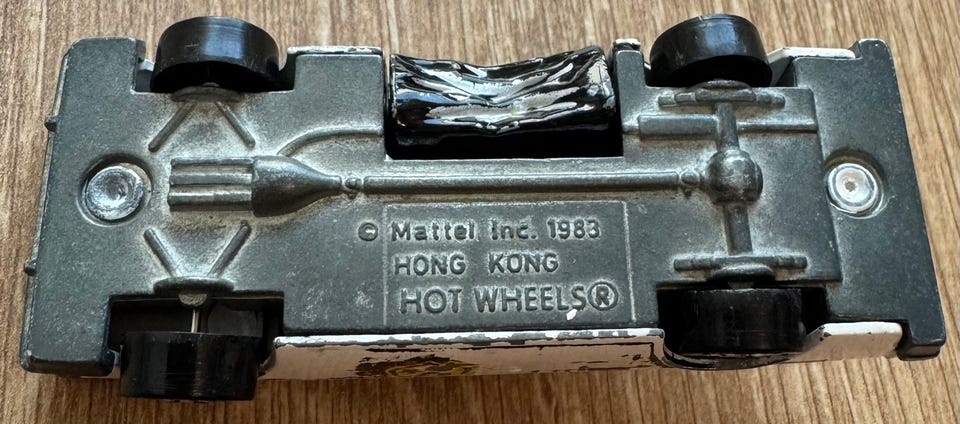 © Mattel Inc. 1983
HONG KONG
HOT WHEELS®